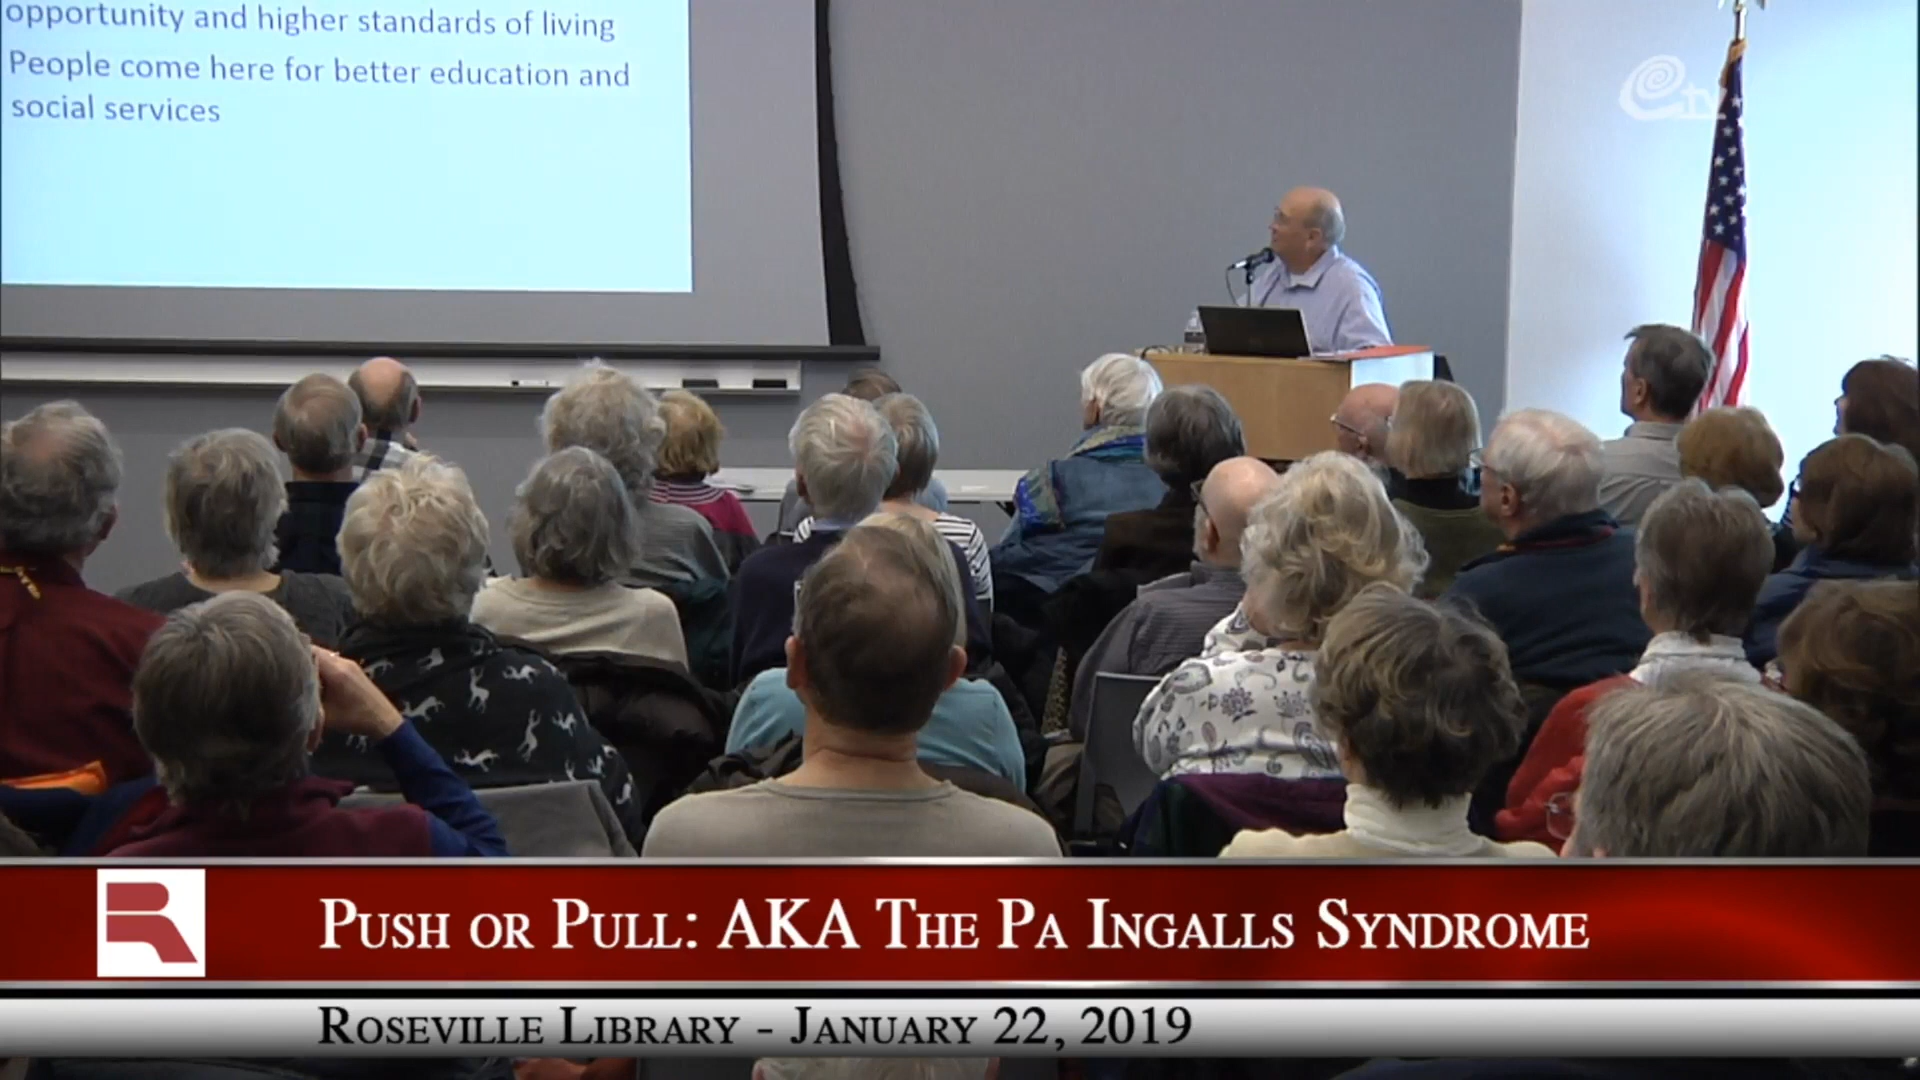 opportunity and higher standards of living
People come here for better education and
social services
etv
R
Push or Pull: AKA The Pa Ingalls Syndrome
Roseville Library - January 22, 2019